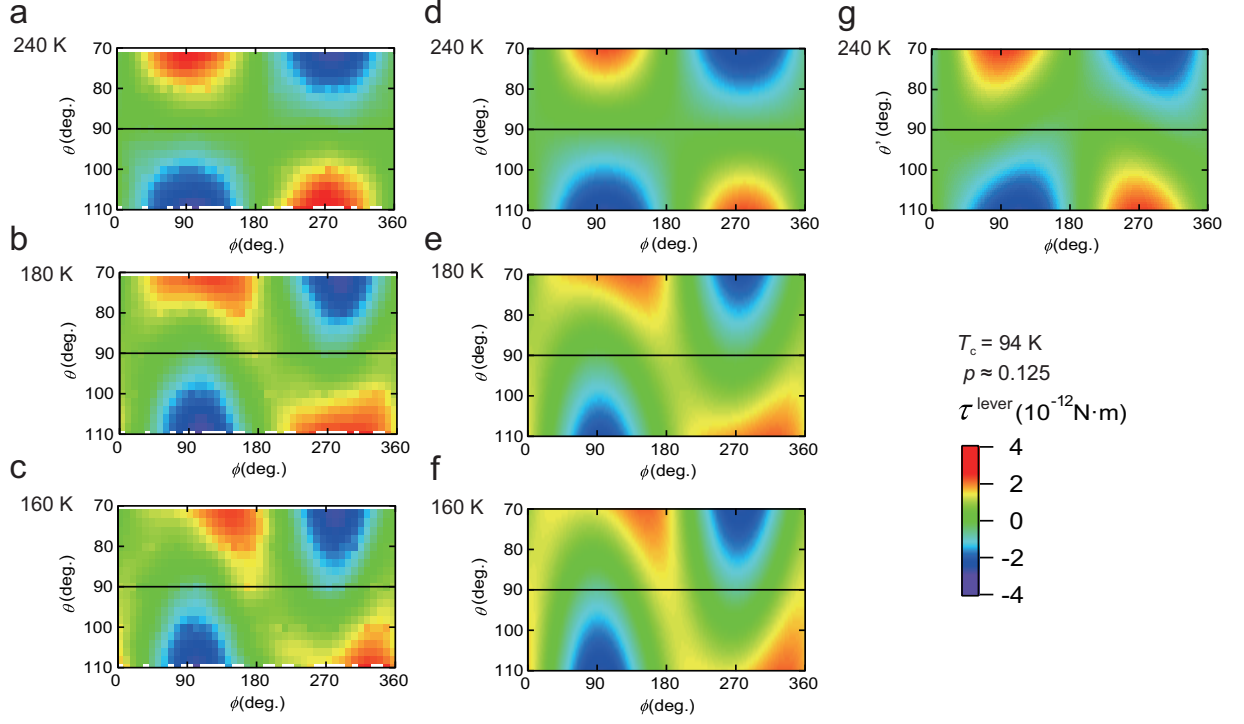 a
240 K
70
80
90
100
110
θ(deg.)
0 90 180 270 360
ϕ(deg.)
b
180 K
70
80
90
100
110
θ(deg.)
0 90 180 270 360
ϕ(deg.)
c
160 K
70
80
90
100
110
θ(deg.)
0 90 180 270 360
ϕ(deg.)
d
240 K
70
80
90
100
110
θ(deg.)
0 90 180 270 360
ϕ(deg.)
e
180 K
70
80
90
100
110
θ(deg.)
0 90 180 270 360
ϕ(deg.)
f
160 K
70
80
90
100
110
θ(deg.)
0 90 180 270 360
ϕ(deg.)
g
240 K
70
80
90
100
110
θ'(deg.)
0 90 180 270 360
ϕ(deg.)
Tc = 94 K
p ≈ 0.125
τ lever (10-12N·m)
4
2
0
-2
-4